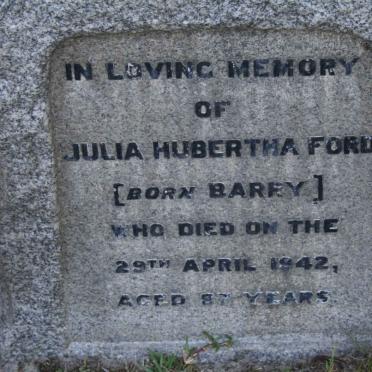 IN LOVING MEMORY
OF
JULIA HUBERTHA FORD
[BORN BARRY]
WHO DIED ON THE
29TH APRIL 1942,
AGED 87 YEARS.